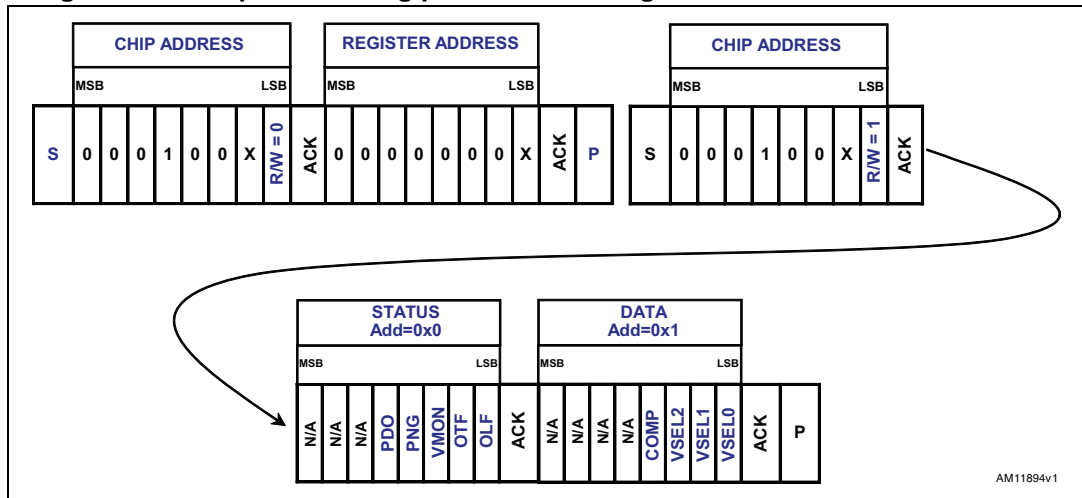 CHIP ADDRESS REGISTER ADDRESS CHIP ADDRESS
MSB LSB MSB LSB MSB LSB
S 0 0 0 1 0 0 X R/W = 0 ACK 0 0 0 0 0 0 0 X ACK P S 0 0 0 1 0 0 X R/W = 1 ACK
STATUS DATA
Add=0x0 Add=0x1
MSB LSB MSB LSB
N/A N/A N/A PDO PNG VMON OTF OLF ACK N/A N/A N/A N/A COMP VSEL2 VSEL1 VSEL0 ACK P
AM11894v1